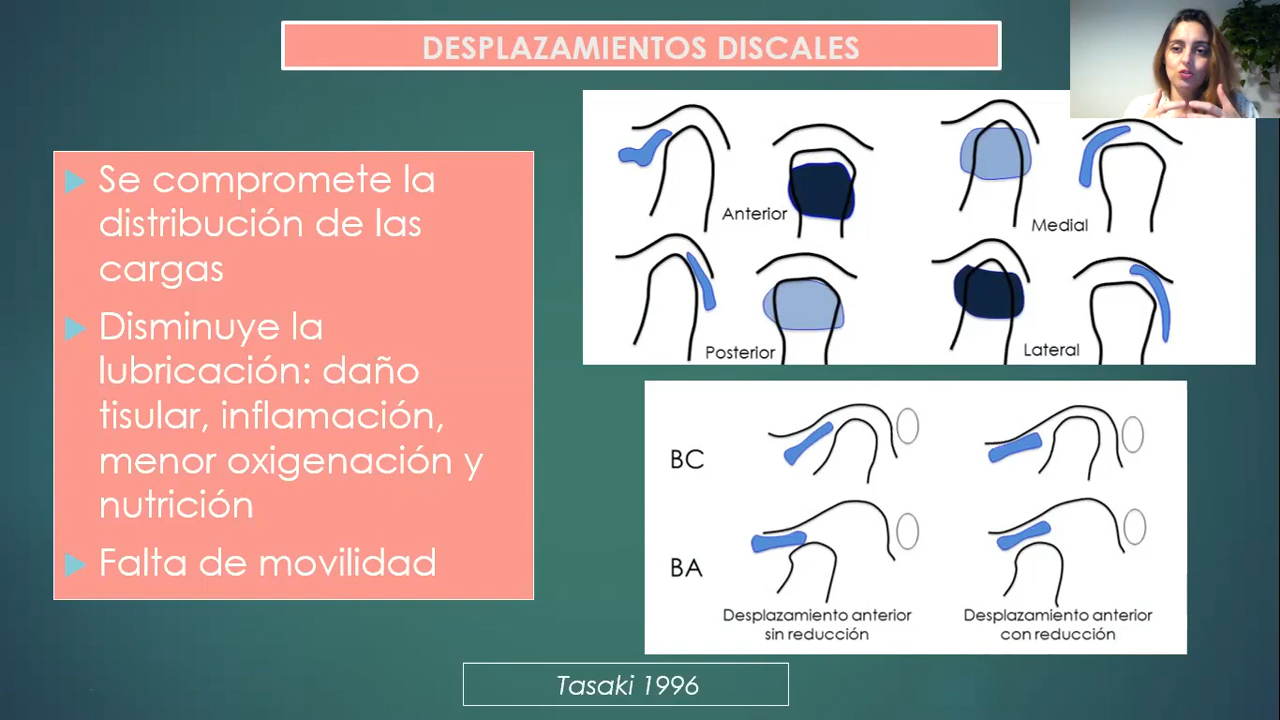 DESPLAZAMIENTOS DISCALES
Se compromete la
distribución de las
cargas
Disminuye la
lubricación: daño
tisular, inflamación,
menor oxigenación y
nutrición
Falta de movilidad
Anterior
Medial
Posterior
Lateral
BC
BA
Desplazamiento anterior
sin reducción
Desplazamiento anterior
con reducción
Tasaki 1996